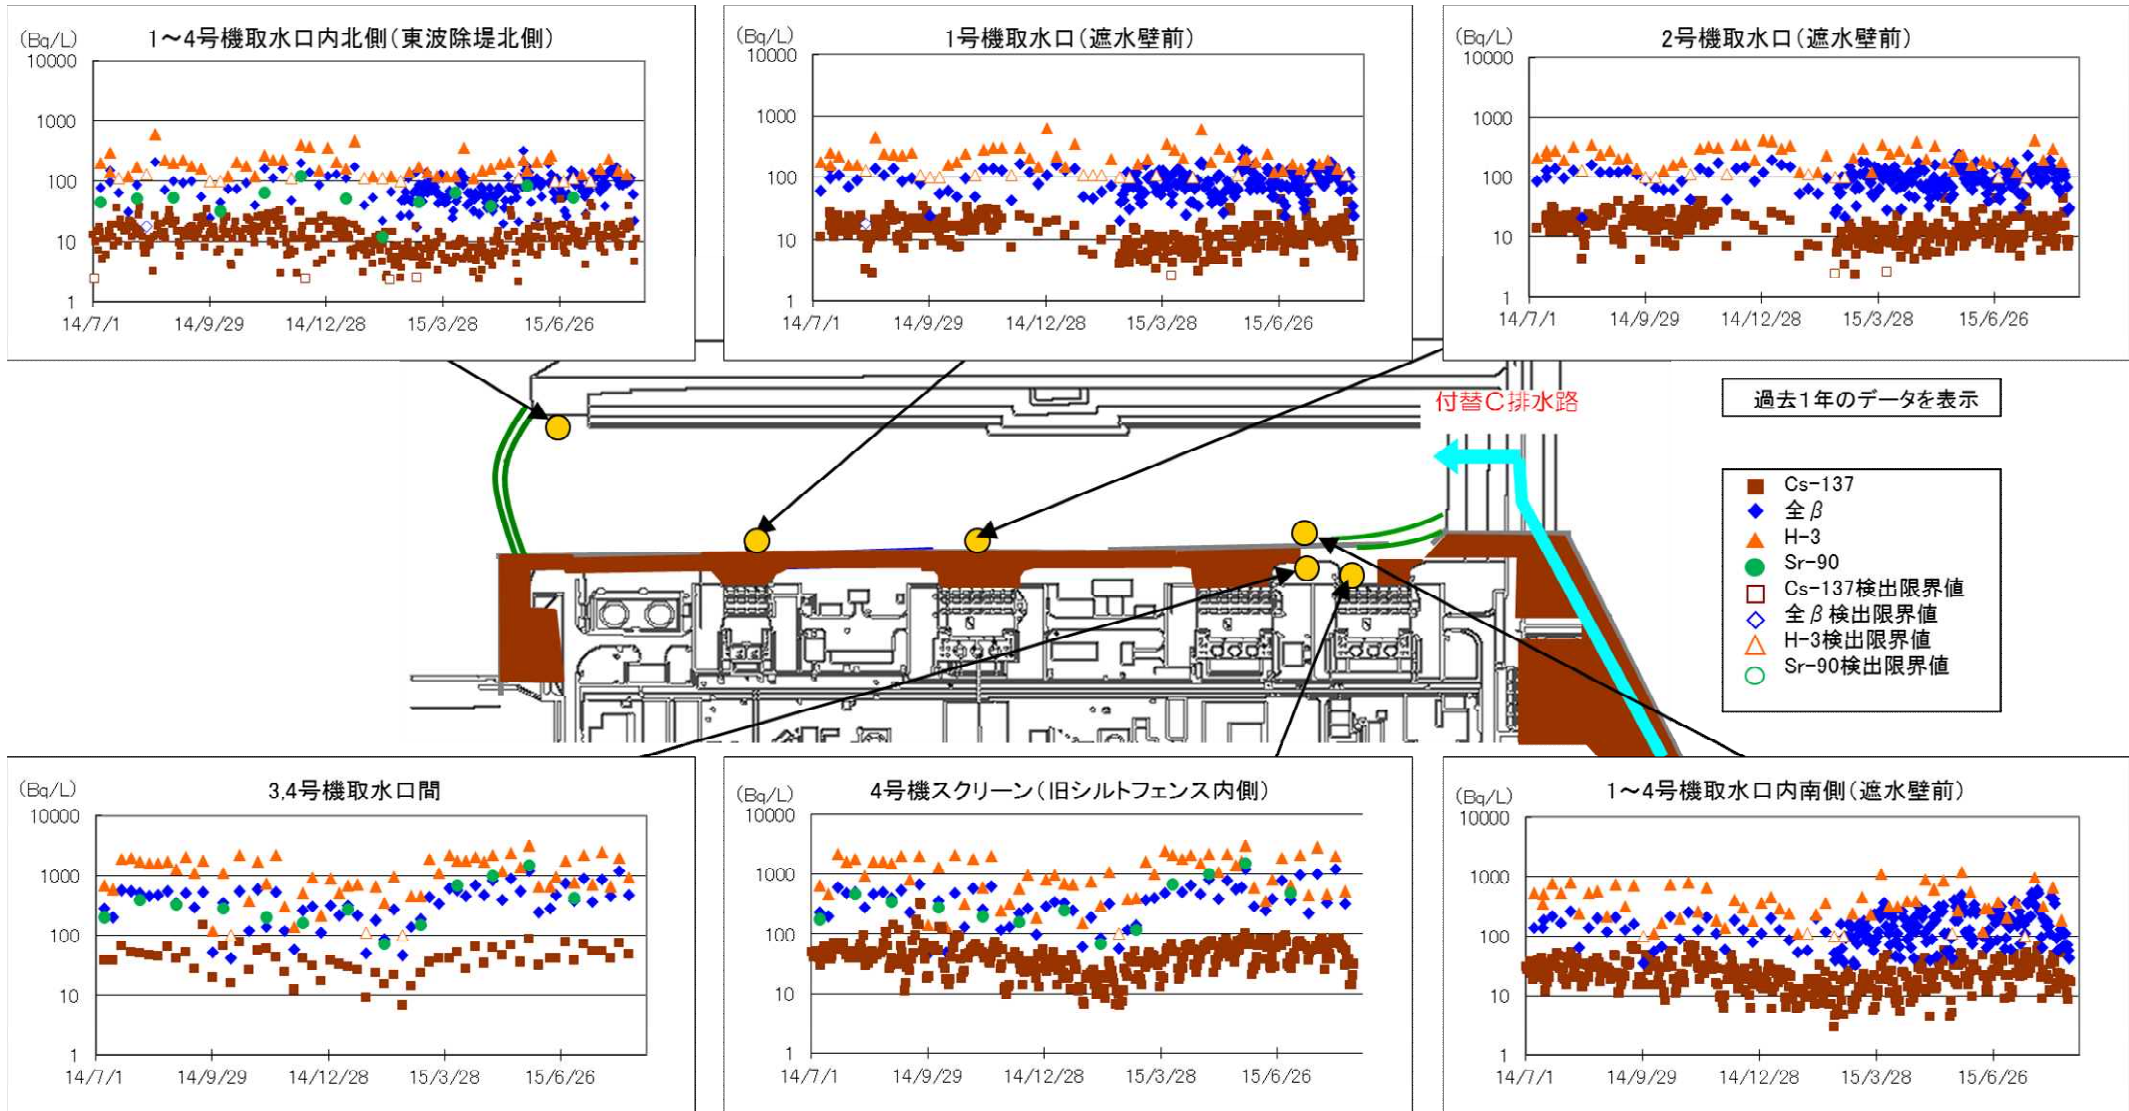 1～4号機取水口内北側(東波除堤北側)
(Bq/L)
10000
1000
100
10
1
14/7/1 14/9/29 14/12/28 15/3/28 15/6/26
1号機取水口(遮水壁前)
(Bq/L)
10000
1000
100
10
1
14/7/1 14/9/29 14/12/28 15/3/28 15/6/26
2号機取水口(遮水壁前)
(Bq/L)
10000
1000
100
10
1
14/7/1 14/9/29 14/12/28 15/3/28 15/6/26
付替C排水路
過去1年のデータを表示
Cs-137
全β
H-3
Sr-90
Cs-137検出限界値
全β検出限界値
H-3検出限界値
Sr-90検出限界値
3,4号機取水口間
(Bq/L)
10000
1000
100
10
1
14/7/1 14/9/29 14/12/28 15/3/28 15/6/26
4号機スクリーン(旧シルトフェンス内側)
(Bq/L)
10000
1000
100
10
1
14/7/1 14/9/29 14/12/28 15/3/28 15/6/26
1～4号機取水口内南側(遮水壁前)
(Bq/L)
10000
1000
100
10
1
14/7/1 14/9/29 14/12/28 15/3/28 15/6/26